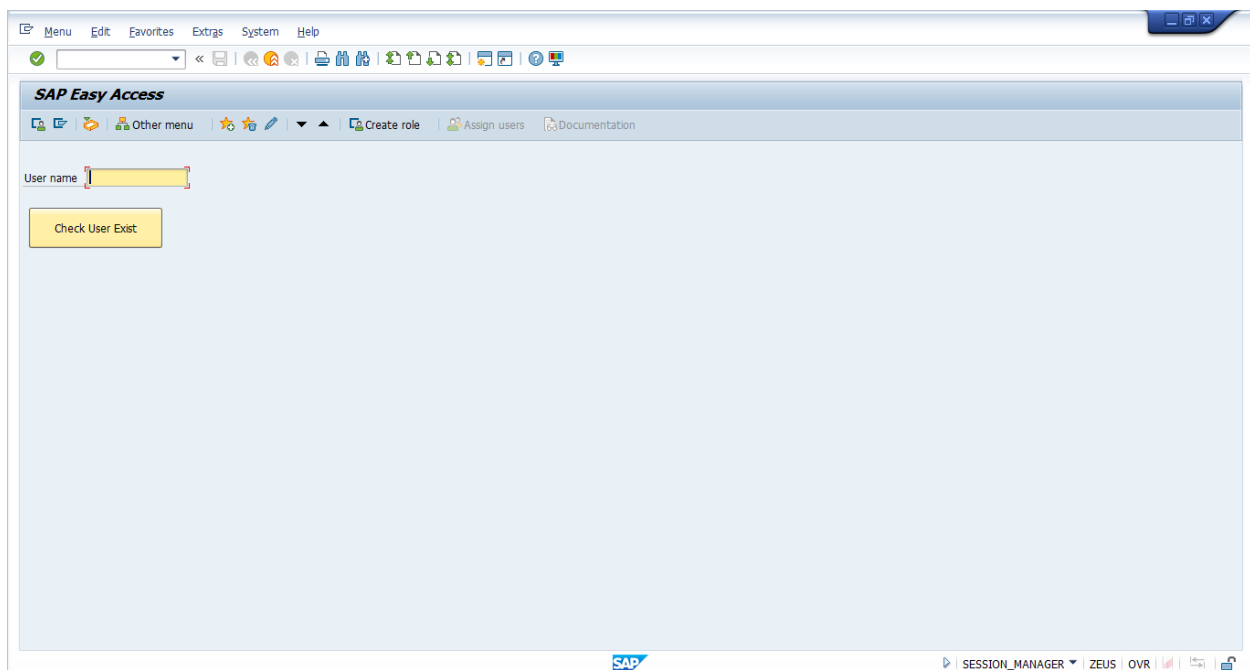 Menu Edit Favorites Extras System Help
SAP Easy Access
Other menu Create role Assign users Documentation
User name
Check User Exist
SAP SESSION_MANAGER ZEUS OVR